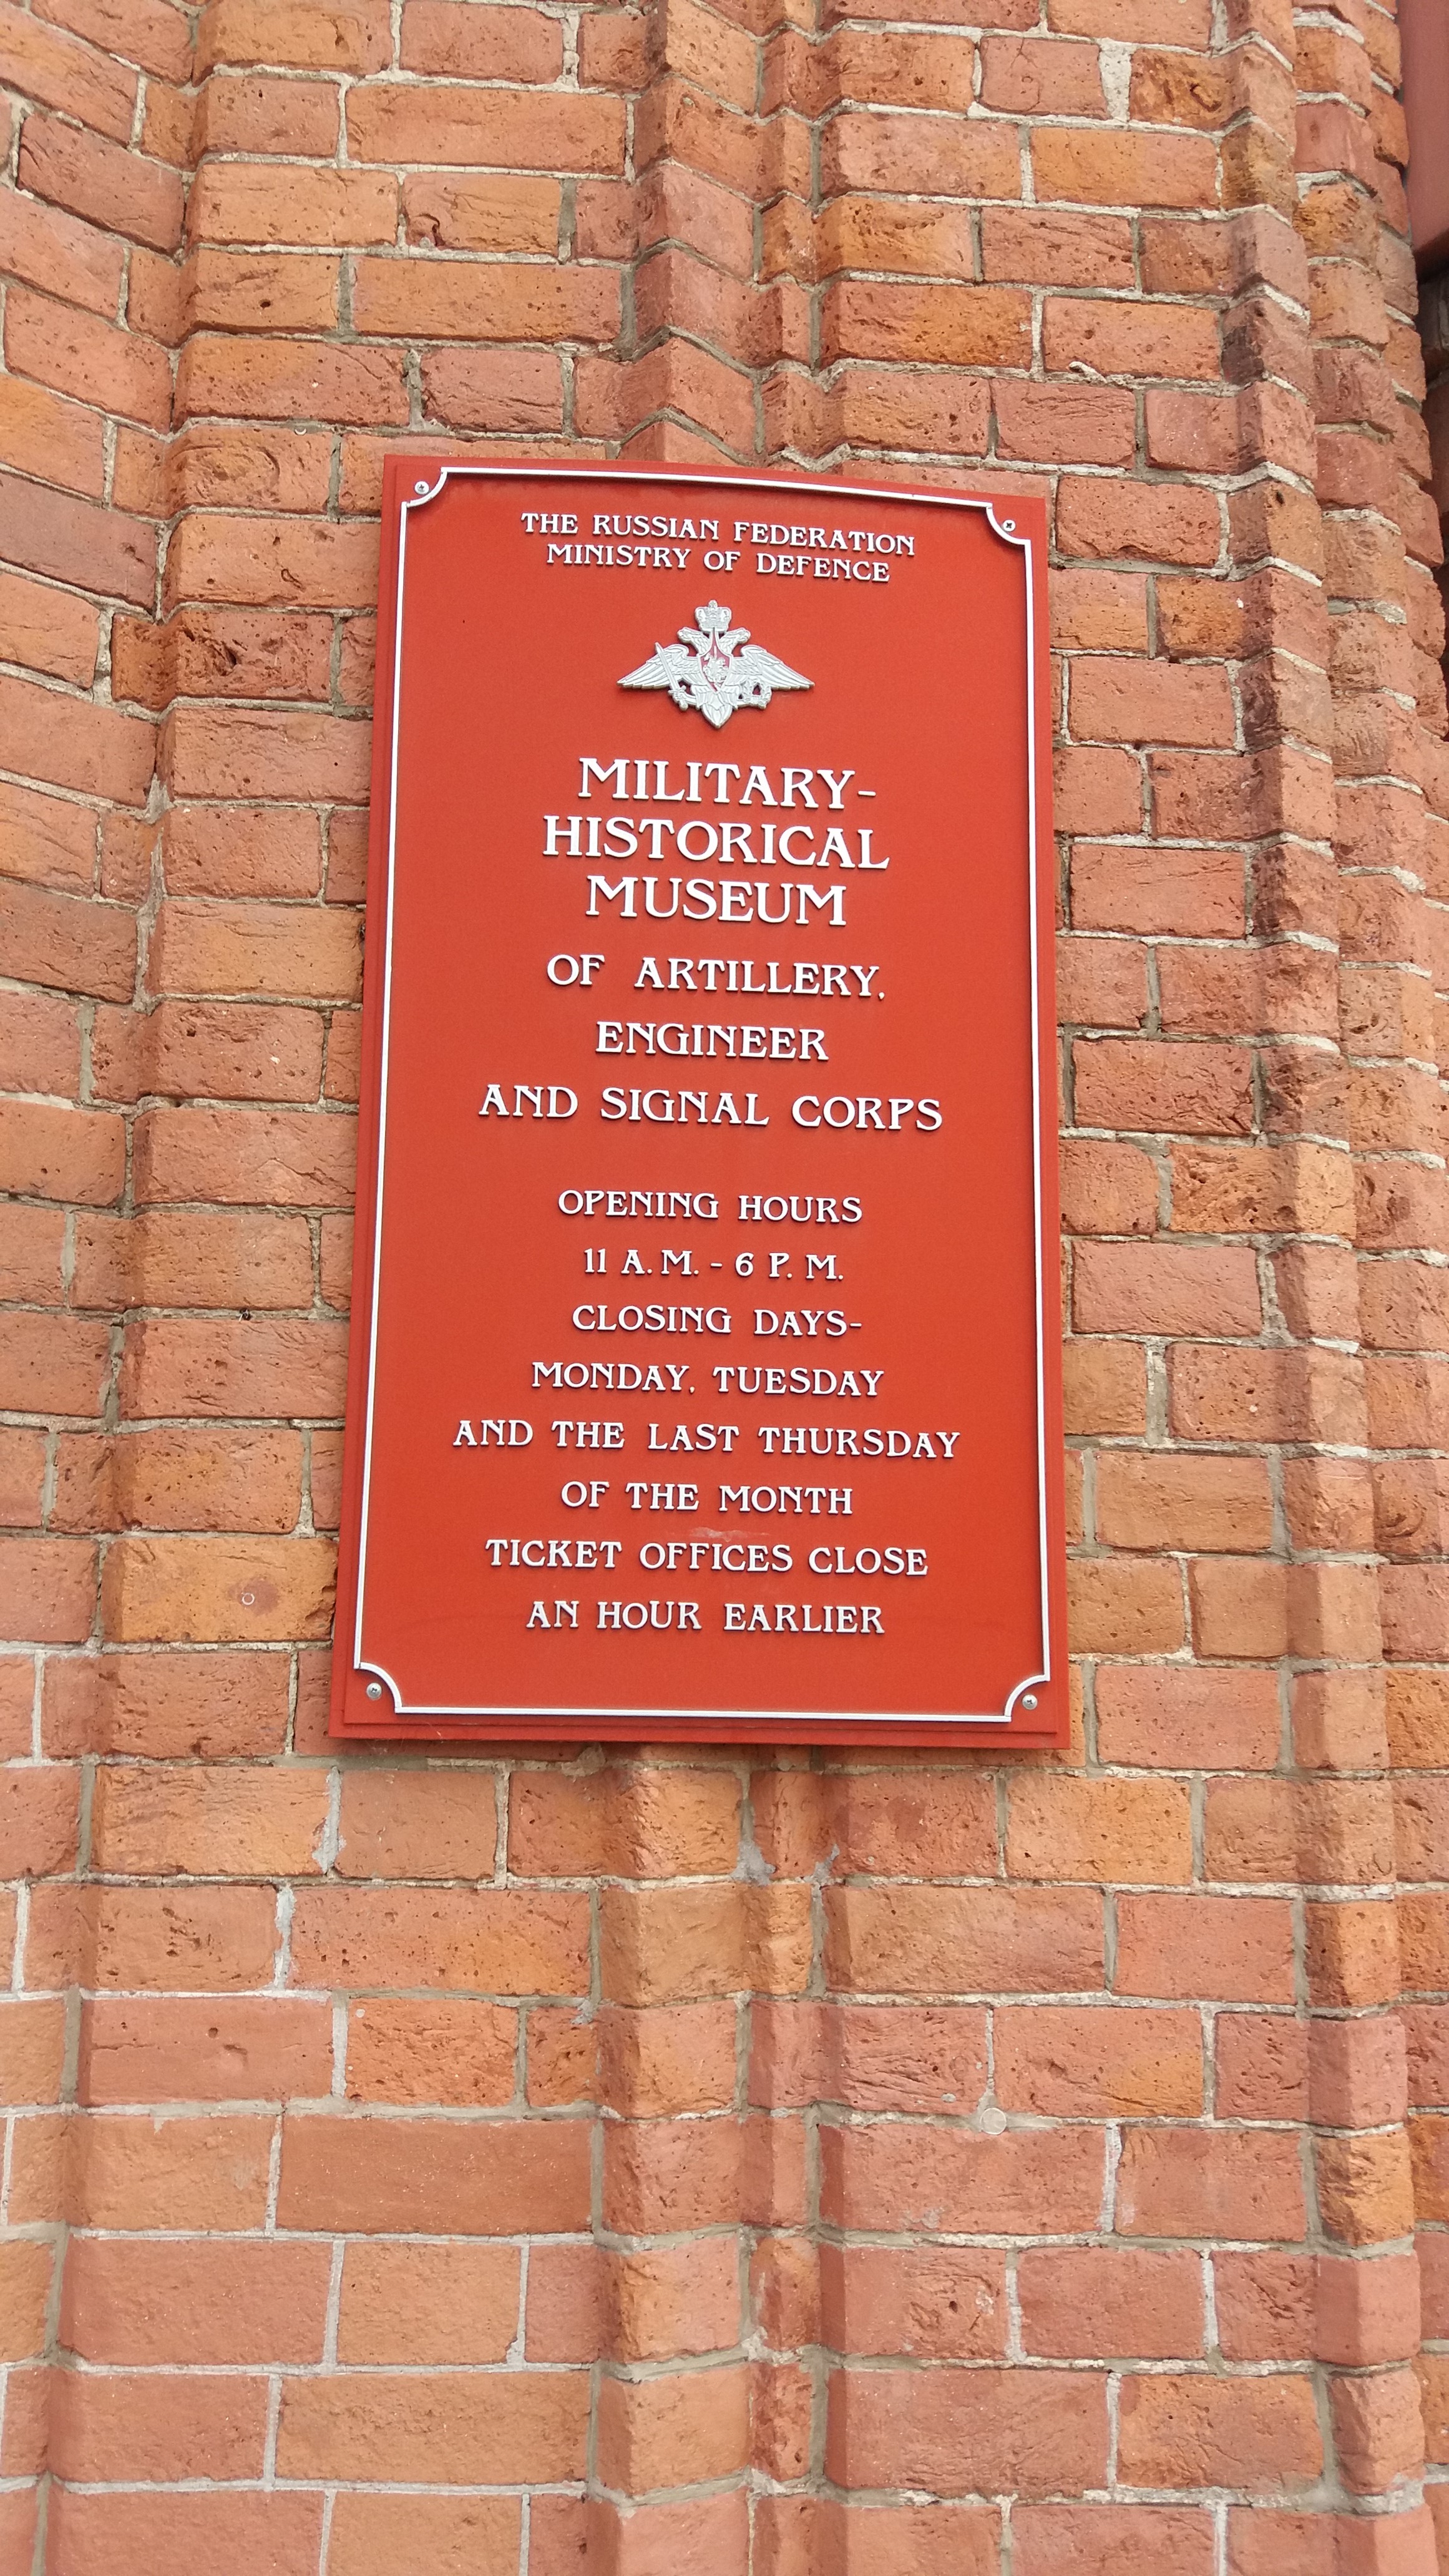 THE RUSSIAN FEDERATION
MINISTRY OF DEFENCE
MILITARY-
HISTORICAL
MUSEUM
OF ARTILLERY,
ENGINEER
AND SIGNAL CORPS
OPENING HOURS
11 A.M. - 6 P.M.
CLOSING DAYS-
MONDAY, TUESDAY
AND THE LAST THURSDAY
OF THE MONTH
TICKET OFFICES CLOSE
AN HOUR EARLIER